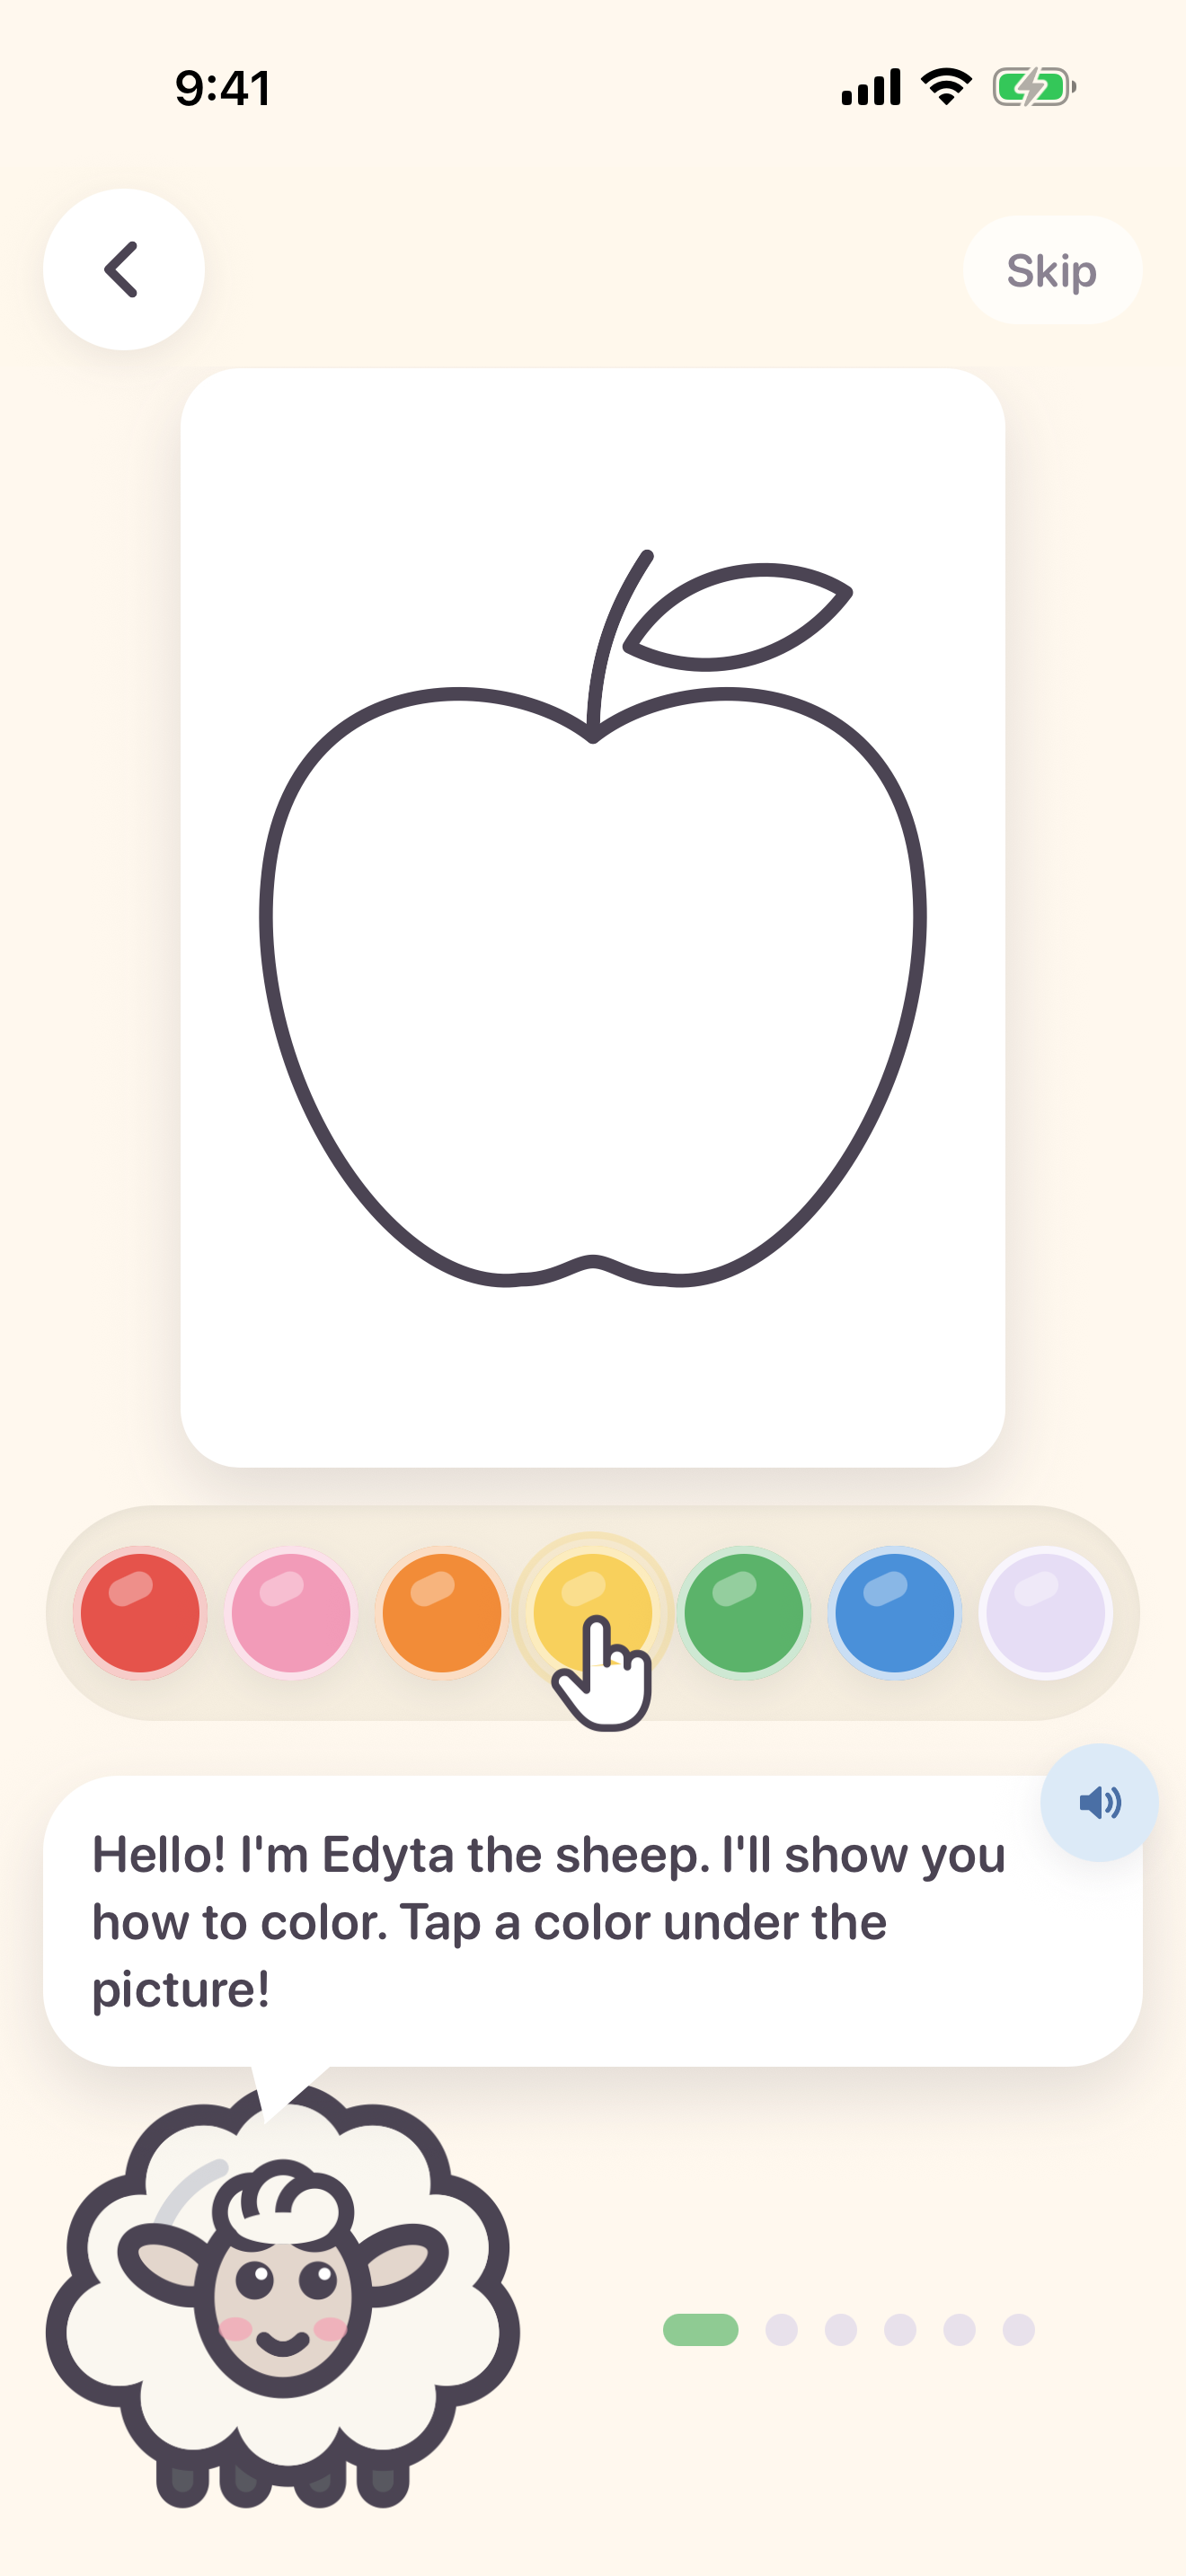 9:41
Skip
Hello! I'm Edyta the sheep. I'll show you
how to color. Tap a color under the
picture!